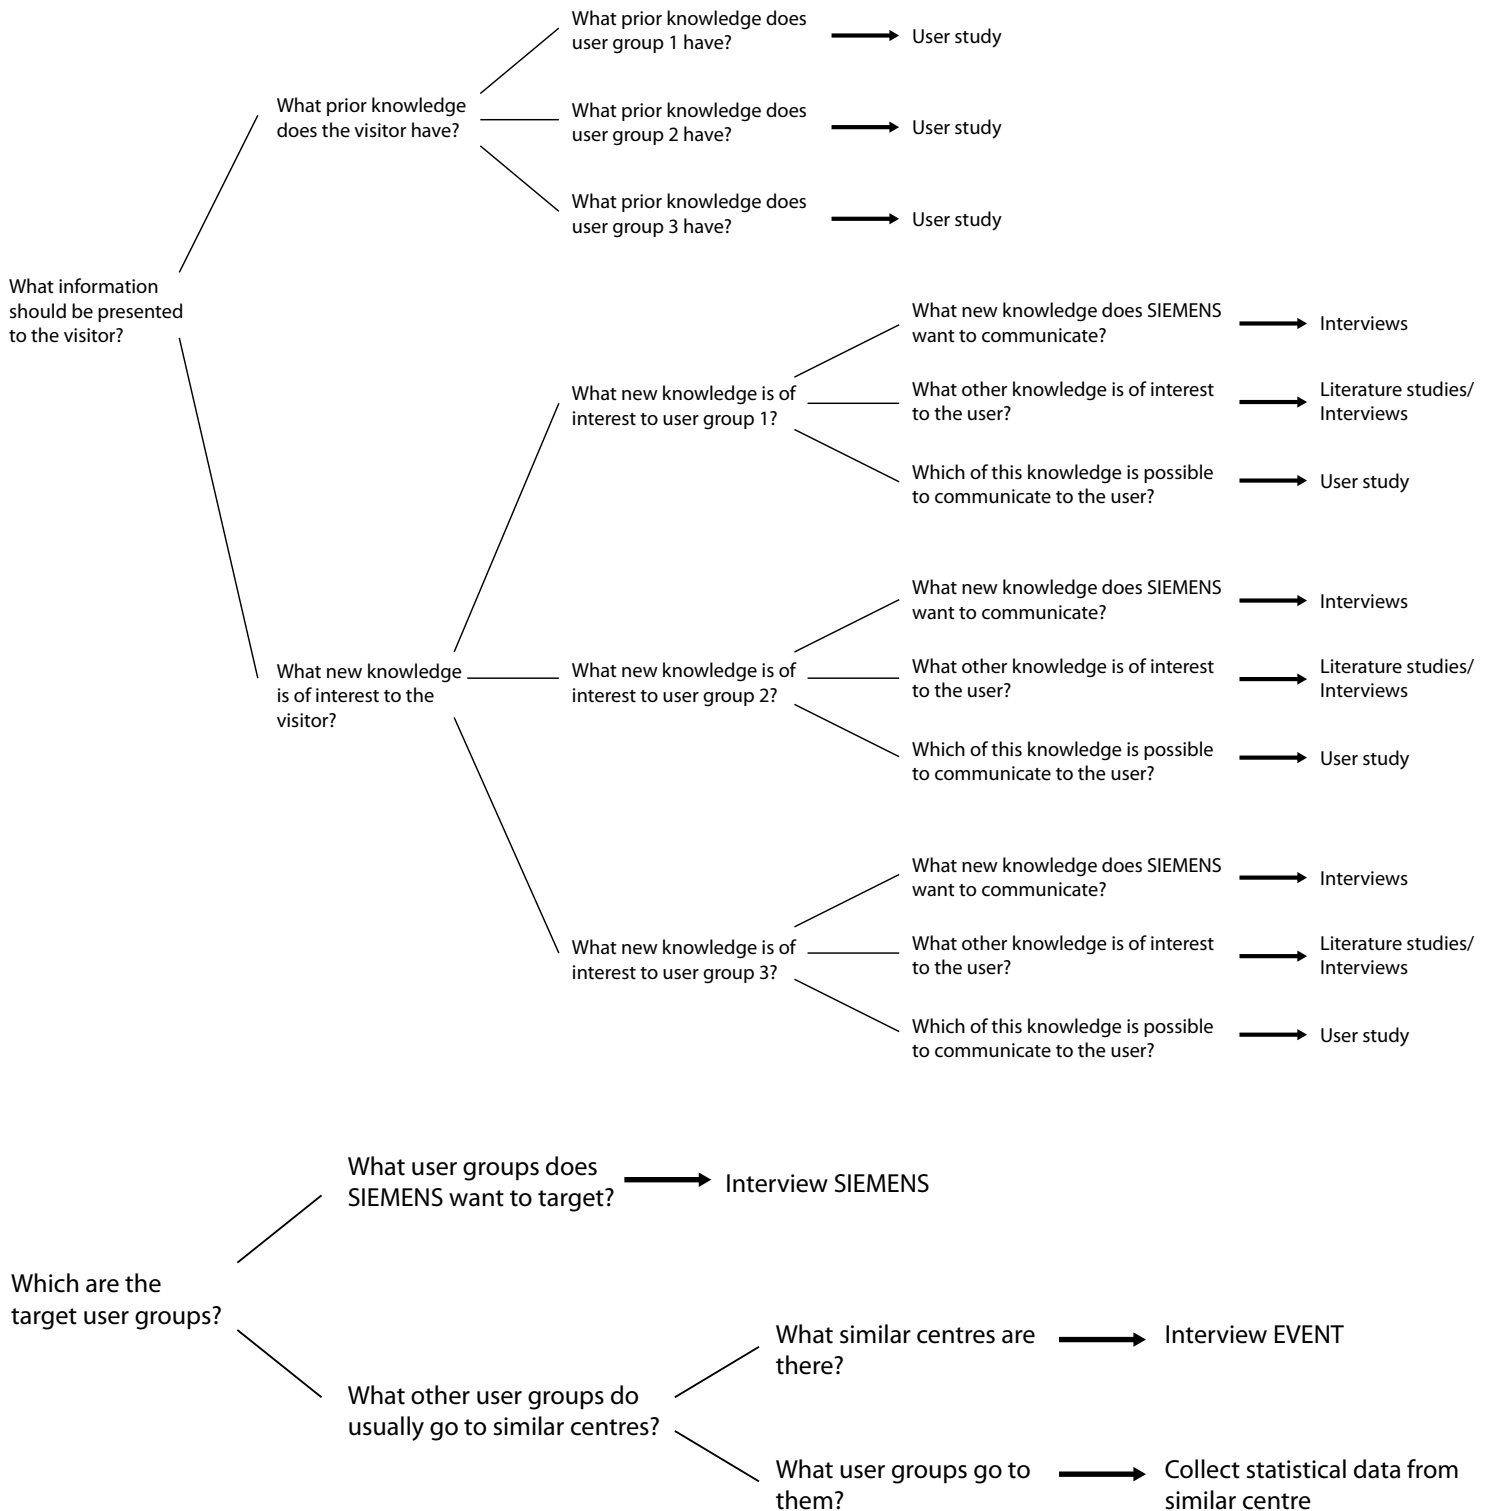 What prior knowledge does
user group 1 have?
User study
What prior knowledge
does the visitor have?
What prior knowledge does
user group 2 have?
User study
What prior knowledge does
user group 3 have?
User study
What information
should be presented
to the visitor?
What new knowledge does SIEMENS
want to communicate?
Interviews
What new knowledge is of
interest to user group 1?
What other knowledge is of interest
to the user?
Literature studies/
Interviews
Which of this knowledge is possible
to communicate to the user?
User study
What new knowledge does SIEMENS
want to communicate?
Interviews
What new knowledge
is of interest to the
visitor?
What new knowledge is of
interest to user group 2?
What other knowledge is of interest
to the user?
Literature studies/
Interviews
Which of this knowledge is possible
to communicate to the user?
User study
What new knowledge does SIEMENS
want to communicate?
Interviews
What new knowledge is of
interest to user group 3?
What other knowledge is of interest
to the user?
Literature studies/
Interviews
Which of this knowledge is possible
to communicate to the user?
User study
What user groups does
SIEMENS want to target?
Interview SIEMENS
Which are the
target user groups?
What similar centres are
there?
Interview EVENT
What other user groups do
usually go to similar centres?
What user groups go to
them?
Collect statistical data from
similar centre